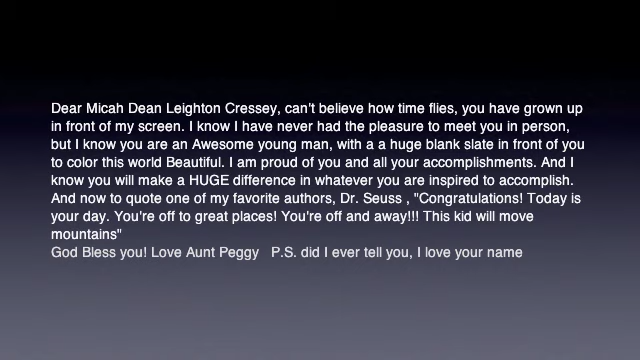 Dear Micah Dean Leighton Cressey, can't believe how time flies, you have grown up
in front of my screen. I know I have never had the pleasure to meet you in person,
but I know you are an Awesome young man, with a a huge blank slate in front of you
to color this world Beautiful. I am proud of you and all your accomplishments. And I
know you will make a HUGE difference in whatever you are inspired to accomplish.
And now to quote one of my favorite authors, Dr. Seuss , "Congratulations! Today is
your day. You're off to great places! You're off and away!!! This kid will move
mountains"
God Bless you! Love Aunt Peggy   P.S. did I ever tell you, I love your name